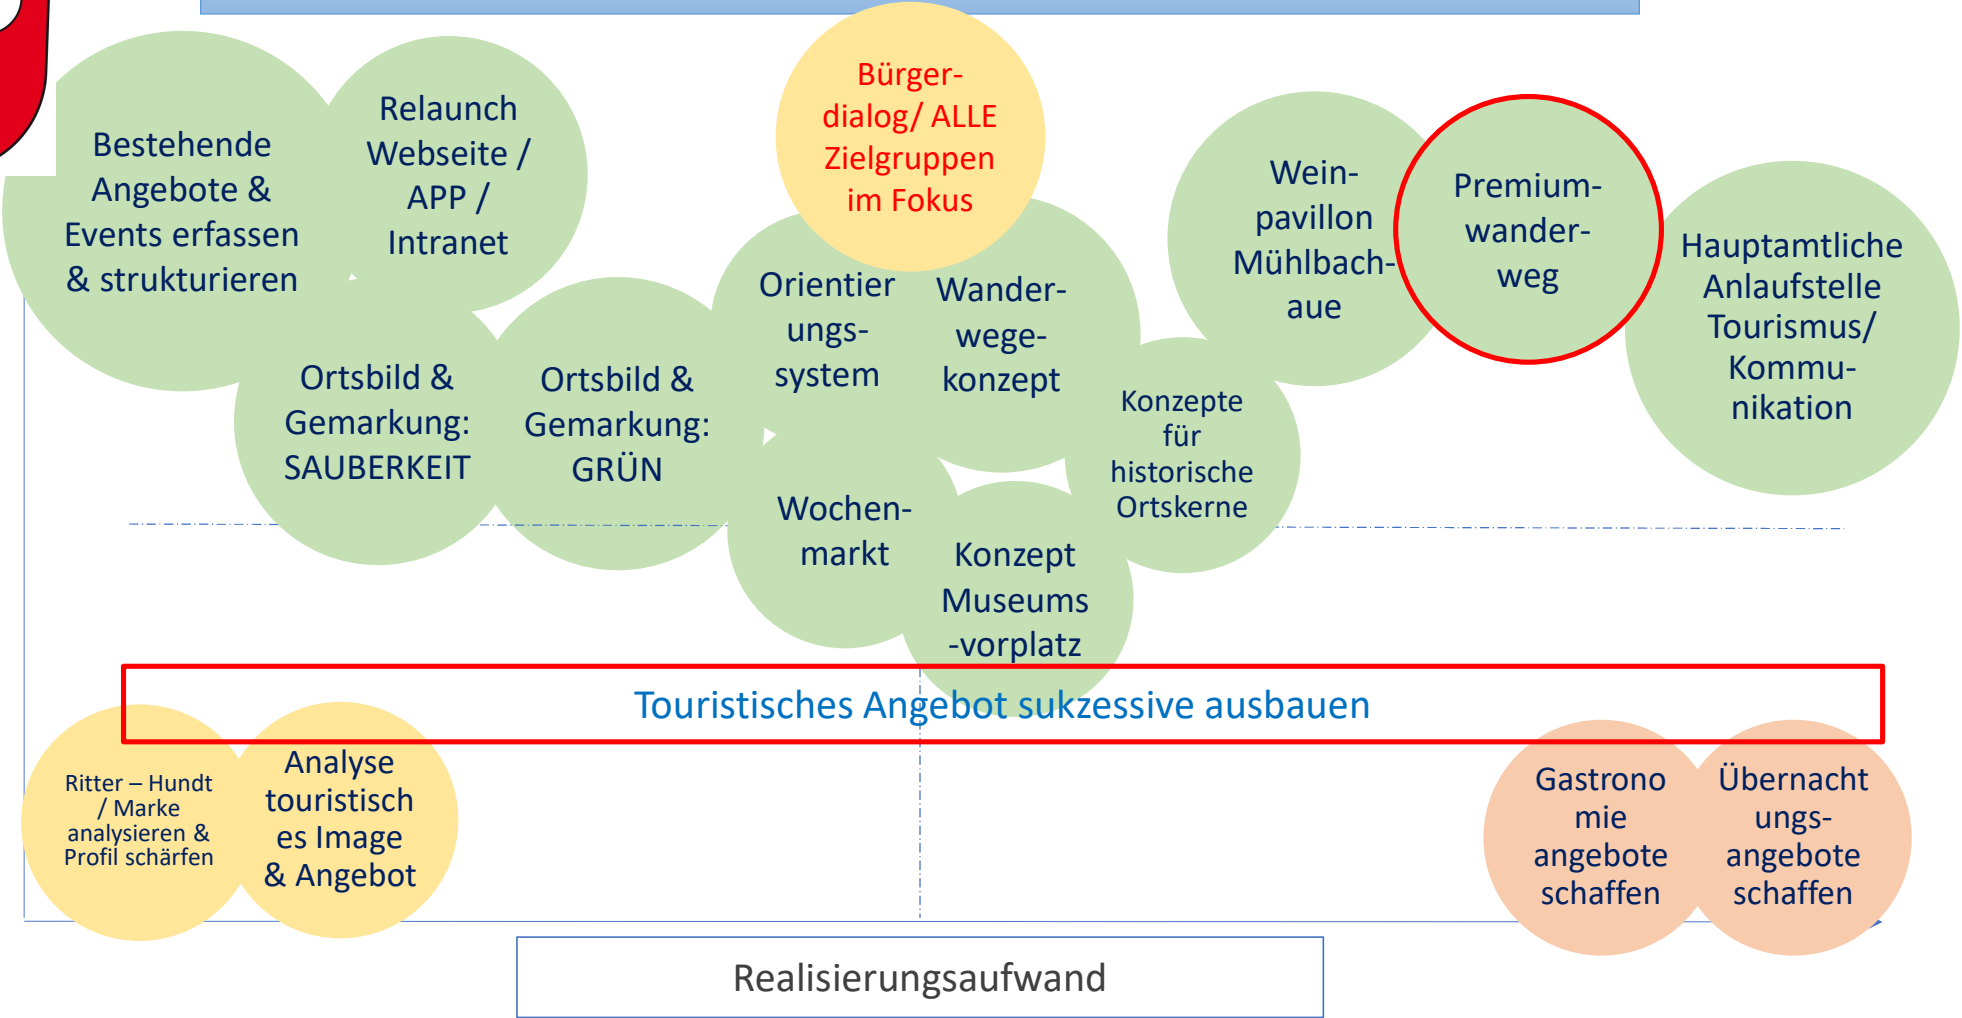 Bestehende
Angebote &
Events erfassen
& strukturieren
Relaunch
Webseite /
APP /
Intranet
Bürger-
dialog/ ALLE
Zielgruppen
im Fokus
Wein-
pavillon
Mühlbach-
aue
Premium-
wander-
weg
Hauptamtliche
Anlaufstelle
Tourismus/
Kommu-
nikation
Ortsbild &
Gemarkung:
SAUBERKEIT
Ortsbild &
Gemarkung:
GRÜN
Orientier
ungs-
system
Wander-
wege-
konzept
Konzepte
für
historische
Ortskerne
Wochen-
markt
Konzept
Museums
-vorplatz
Touristisches Angebot sukzessive ausbauen
Ritter – Hundt
/ Marke
analysieren &
Profil schärfen
Analyse
touristisch
es Image
& Angebot
Gastrono
mie
angebote
schaffen
Übernacht
ungs-
angebote
schaffen
Realisierungsaufwand